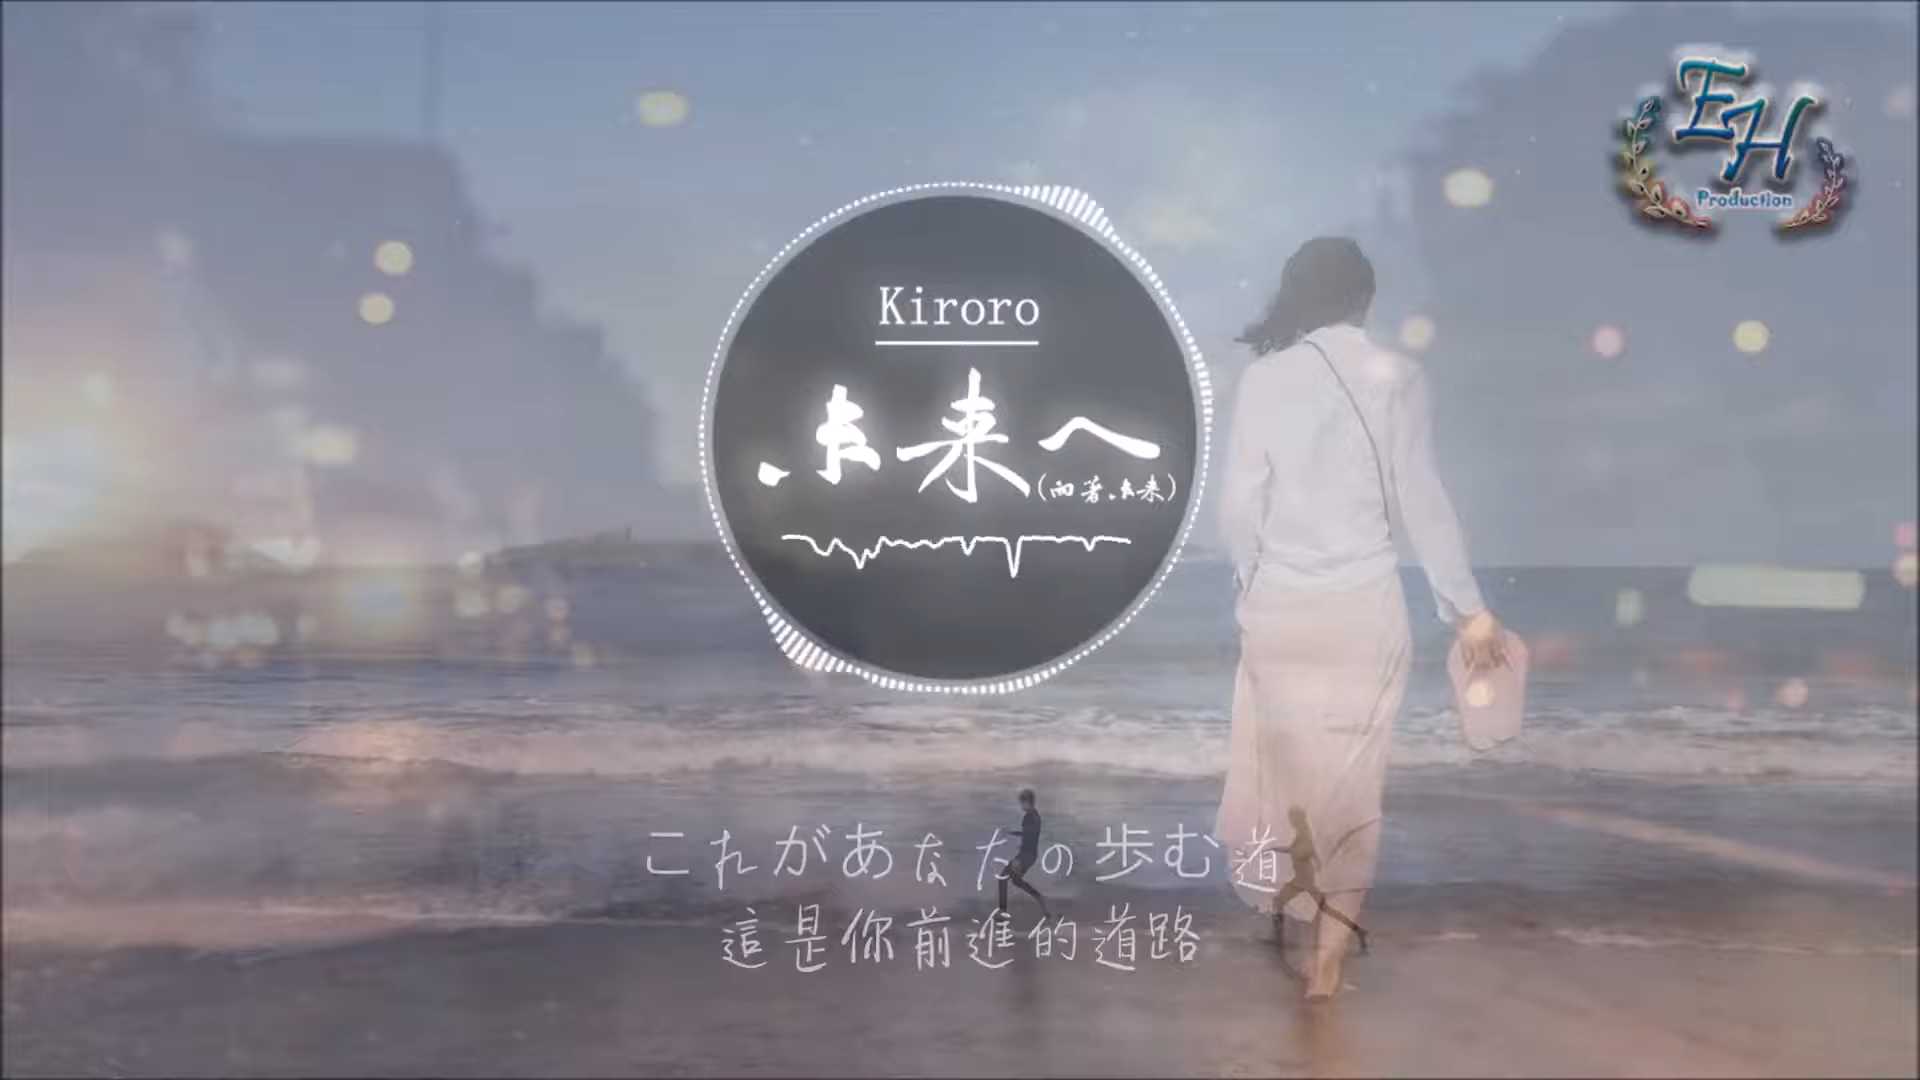 EH
Production
Kiroro
未来へ
(向著未来)
これがあなたの歩む道
這是你前進的道路